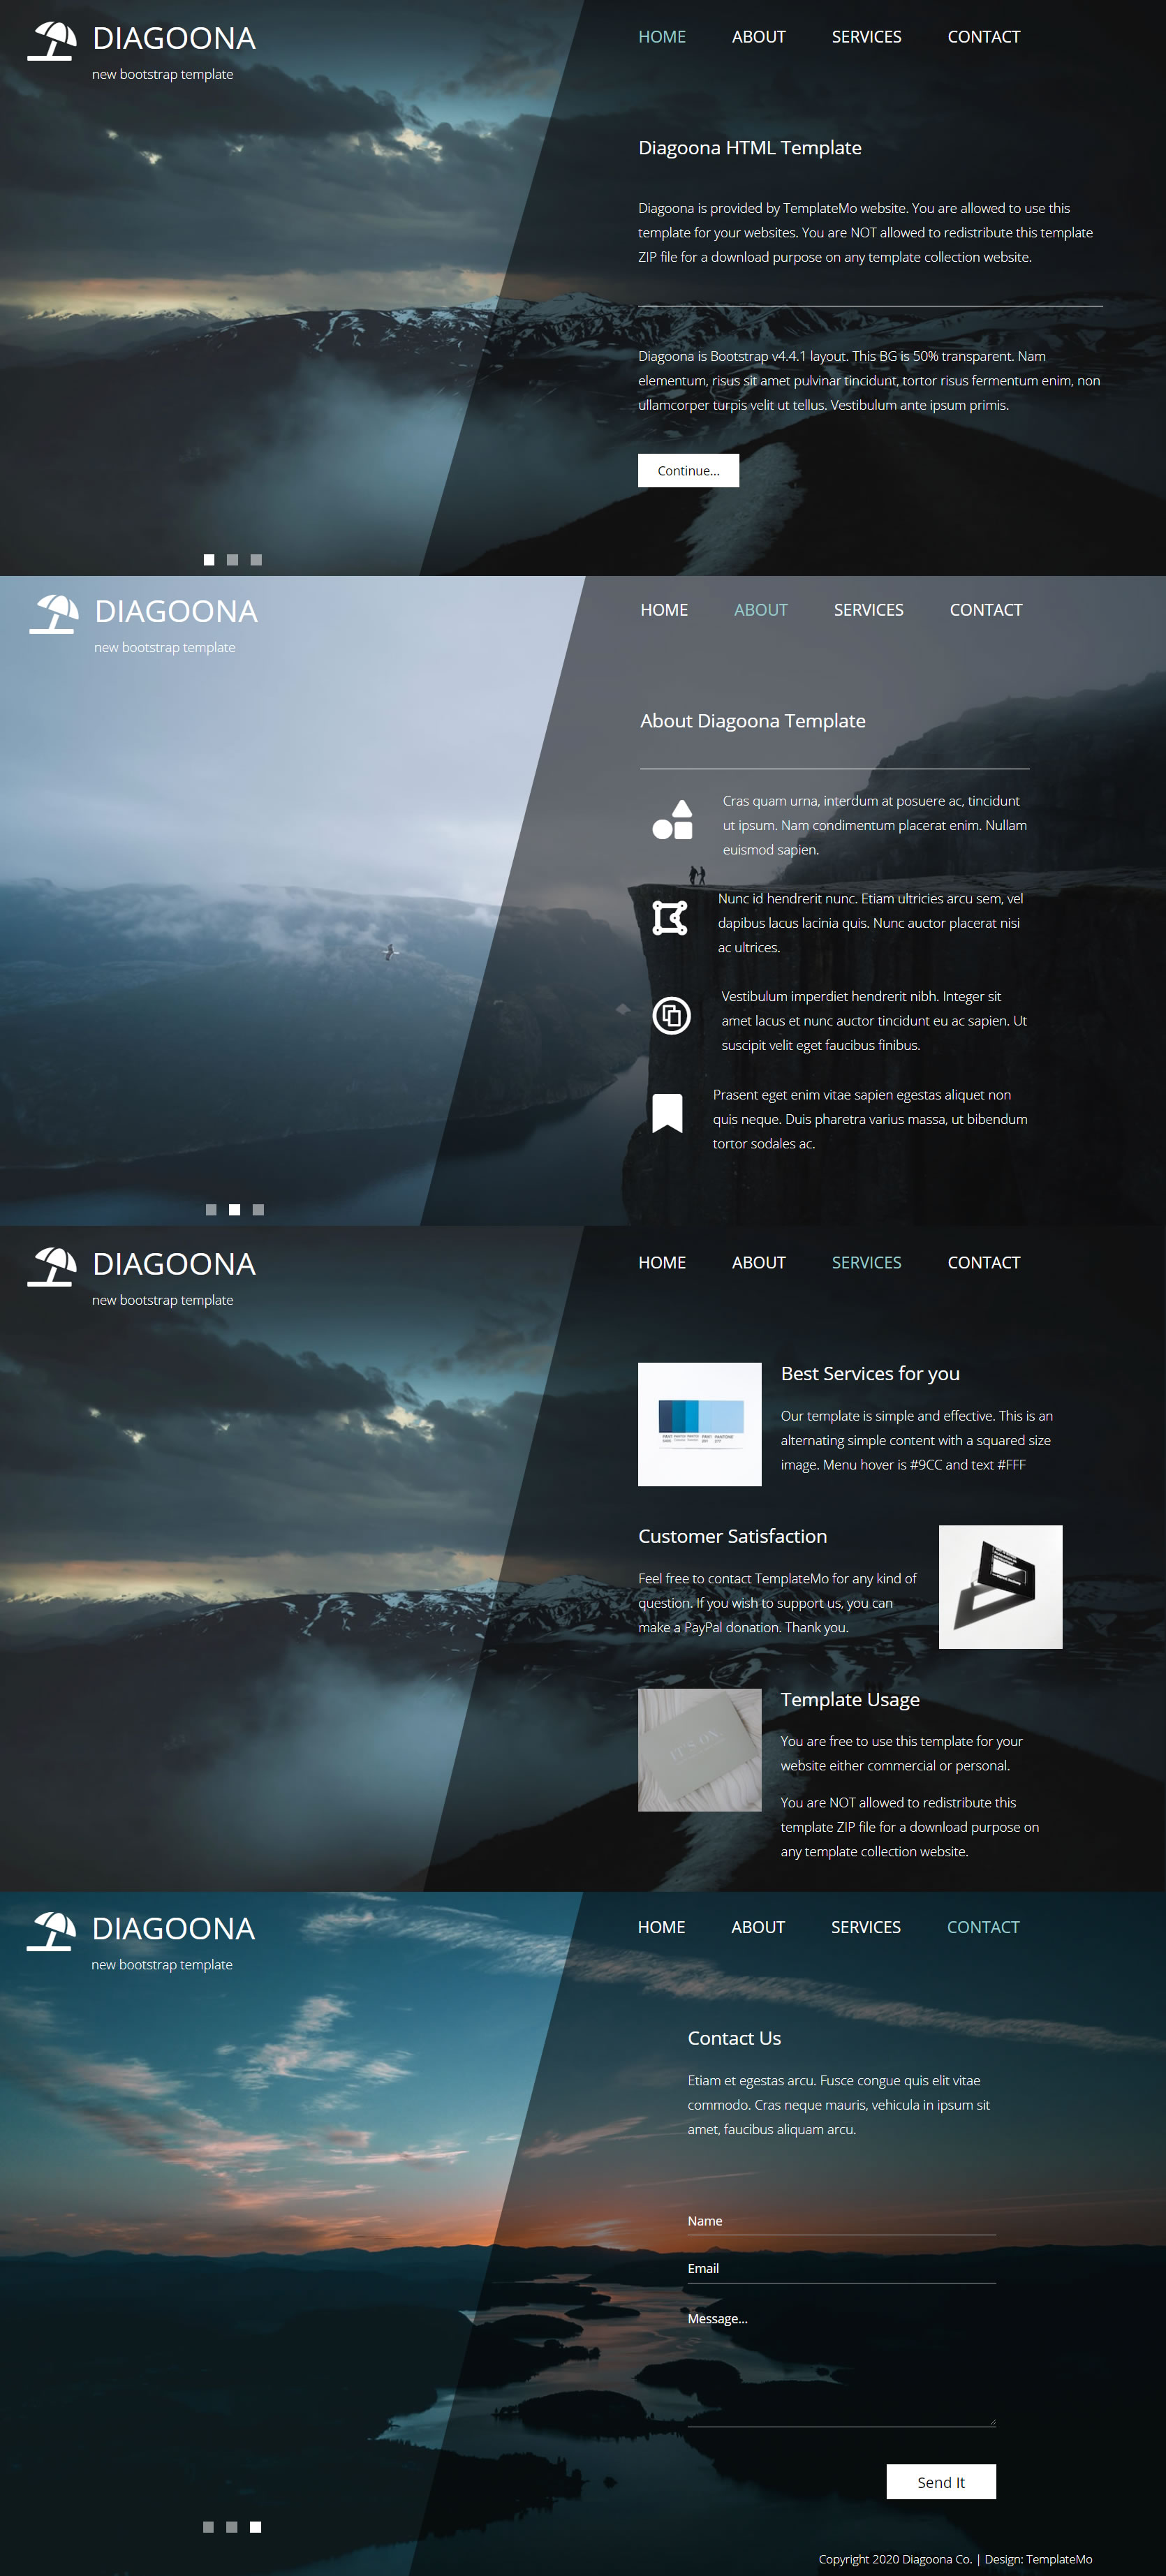 DIAGOONA
new bootstrap template
HOME ABOUT SERVICES CONTACT
Diagoona HTML Template
Diagoona is provided by TemplateMo website. You are allowed to use this
template for your websites. You are NOT allowed to redistribute this template
ZIP file for a download purpose on any template collection website.
Diagoona is Bootstrap v4.4.1 layout. This BG is 50% transparent. Nam
elementum, risus sit amet pulvinar tincidunt, tortor risus fermentum enim, non
ullamcorper turpis velit ut tellus. Vestibulum ante ipsum primis.
Continue...
DIAGOONA
new bootstrap template
HOME ABOUT SERVICES CONTACT
About Diagoona Template
Cras quam urna, interdum at posuere ac, tincidunt
ut ipsum. Nam condimentum placerat enim. Nullam
euismod sapien.
Nunc id hendrerit nunc. Etiam ultricies arcu sem, vel
dapibus lacus lacinia quis. Nunc auctor placerat nisi
ac ultrices.
Vestibulum imperdiet hendrerit nibh. Integer sit
amet lacus et nunc auctor tincidunt eu ac sapien. Ut
suscipit velit eget faucibus finibus.
Prasent eget enim vitae sapien egestas aliquet non
quis neque. Duis pharetra varius massa, ut bibendum
tortor sodales ac.
DIAGOONA
new bootstrap template
HOME ABOUT SERVICES CONTACT
Best Services for you
Our template is simple and effective. This is an
alternating simple content with a squared size
image. Menu hover is #9CC and text #FFF
Customer Satisfaction
Feel free to contact TemplateMo for any kind of
question. If you wish to support us, you can
make a PayPal donation. Thank you.
IT'S ON
Template Usage
You are free to use this template for your
website either commercial or personal.
You are NOT allowed to redistribute this
template ZIP file for a download purpose on
any template collection website.
DIAGOONA
new bootstrap template
HOME ABOUT SERVICES CONTACT
Contact Us
Etiam et egestas arcu. Fusce congue quis elit vitae
commodo. Cras neque mauris, vehicula in ipsum sit
amet, faucibus aliquam arcu.
Name
Email
Message...
Send It
Copyright 2020 Diagoona Co. | Design: TemplateMo